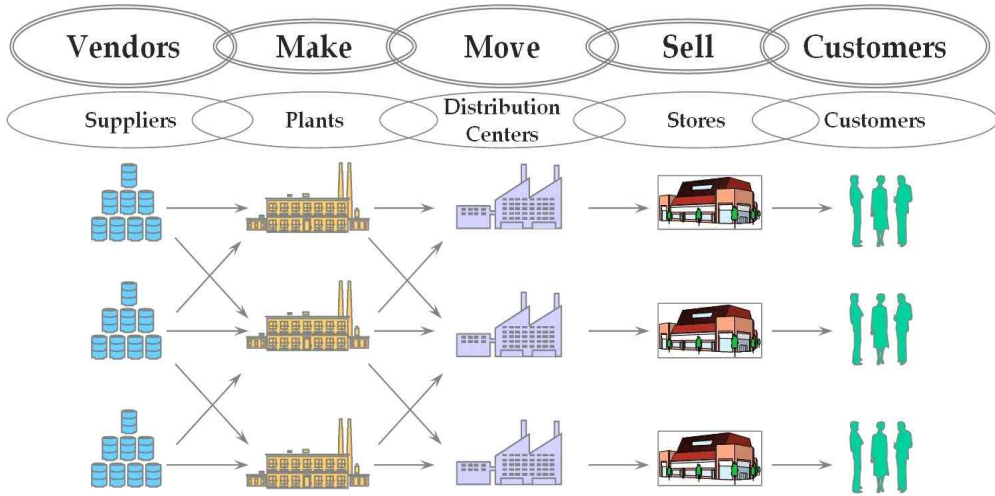 Vendors
Make
Move
Sell
Customers
Suppliers
Plants
Distribution
Centers
Stores
Customers